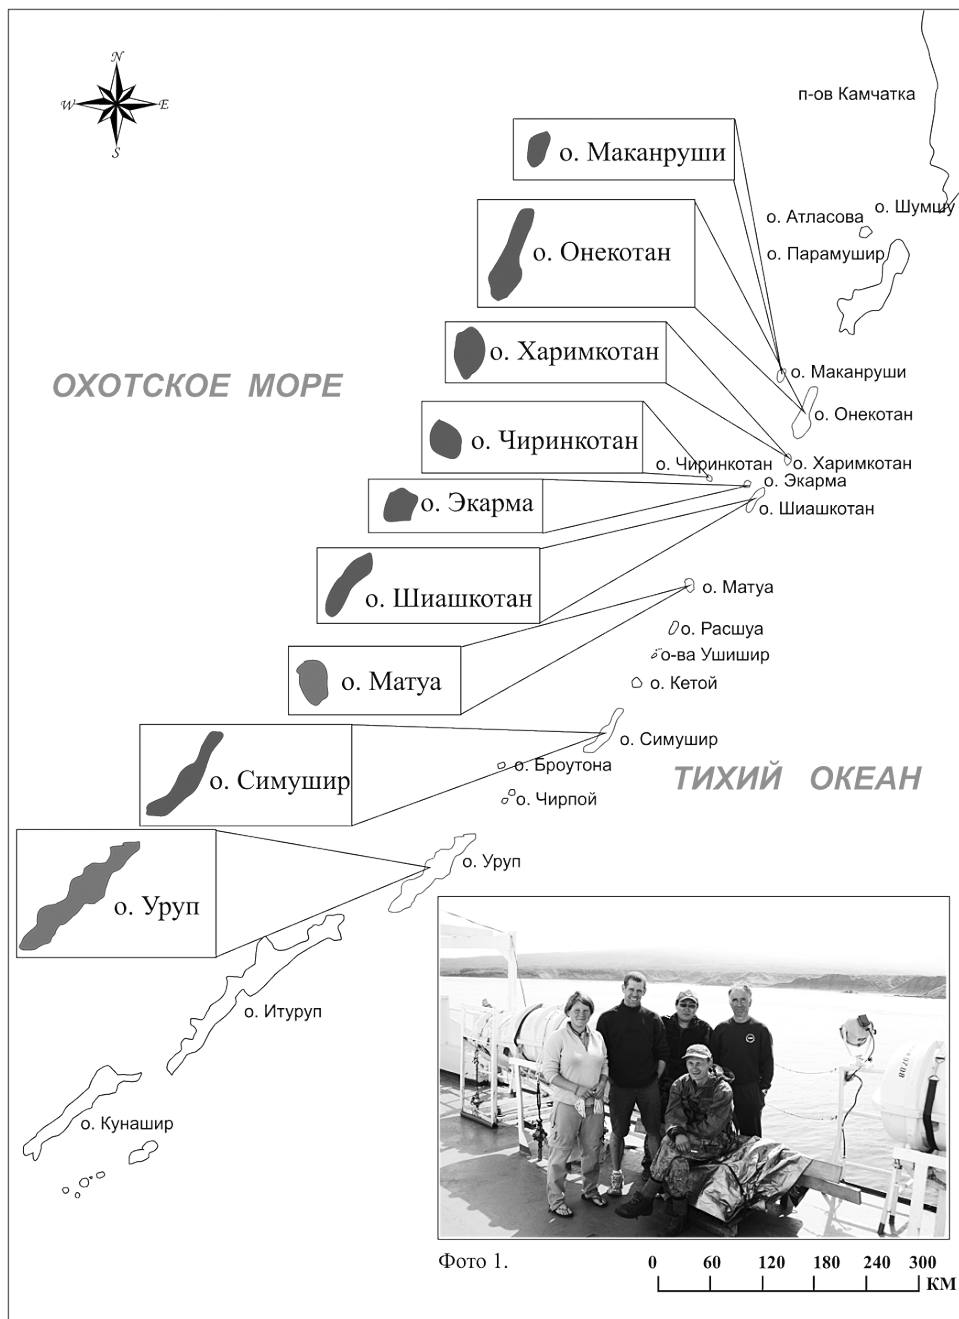 N
W E
S
п-ов Камчатка
о. Маканруши
о. Шумшу
о. Атласова
о. Онекотан
о. Парамушир
о. Харимкотан
о. Маканруши
ОХОТСКОЕ МОРЕ
о. Онекотан
о. Чиринкотан
о. Чиринкотан
о. Харимкотан
о. Экарма
о. Экарма
о. Шиашкотан
о. Матуа
о. Шиашкотан
о. Расшуа
о-ва Ушишир
о. Матуа
о. Кетой
о. Симушир
о. Броутона
о. Симушир
ТИХИЙ ОКЕАН
о. Чирпой
о. Уруп
о. Уруп
о. Итуруп
о. Кунашир
Фото 1.
0 60 120 180 240 300
КМ